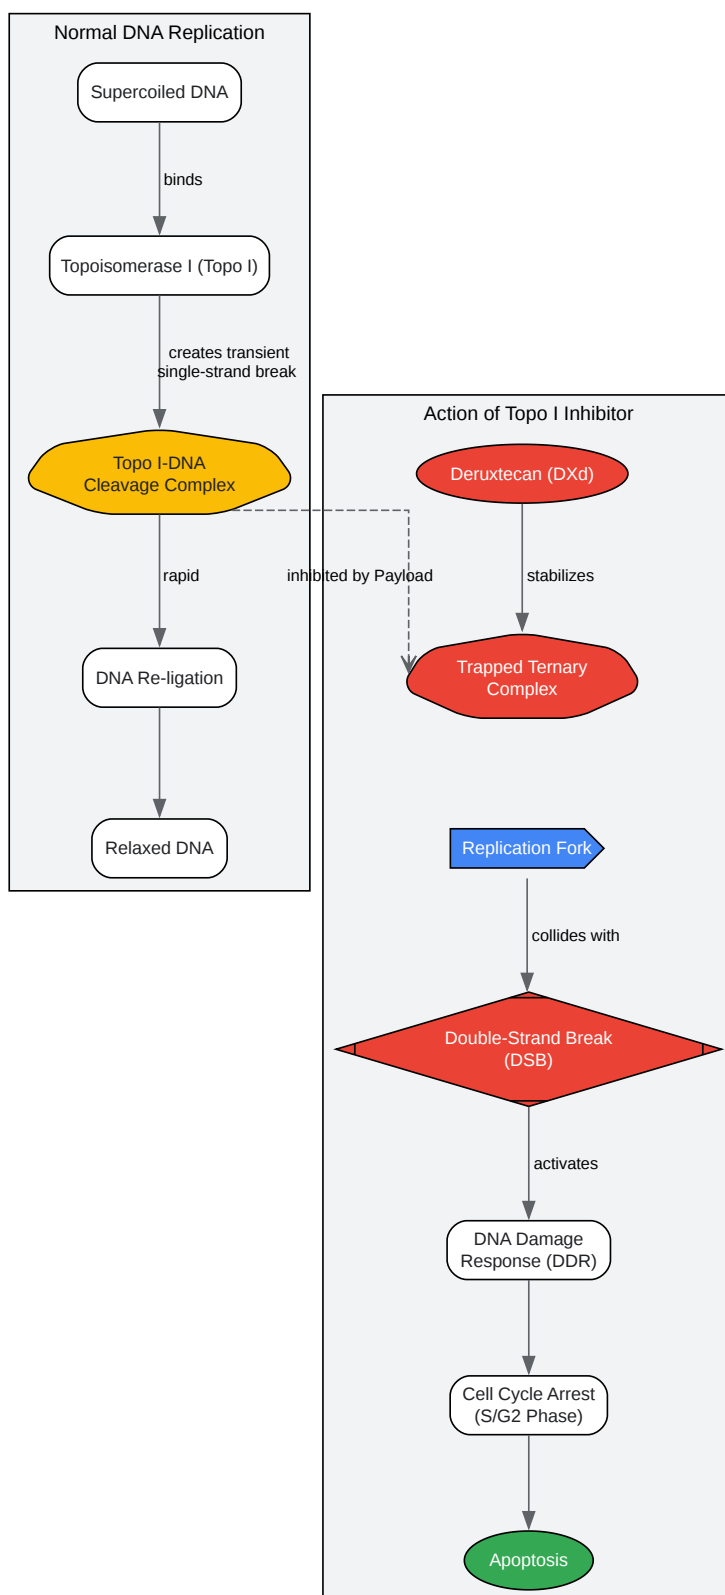 Normal DNA Replication
Supercoiled DNA
binds
Topoisomerase I (Topo I)
creates transient
single-strand break
Topo I-DNA
Cleavage Complex
rapid
DNA Re-ligation
Relaxed DNA
inhibited by Payload
Action of Topo I Inhibitor
Deruxtecan (DXd)
stabilizes
Trapped Ternary
Complex
Replication Fork
collides with
Double-Strand Break
(DSB)
activates
DNA Damage
Response (DDR)
Cell Cycle Arrest
(S/G2 Phase)
Apoptosis